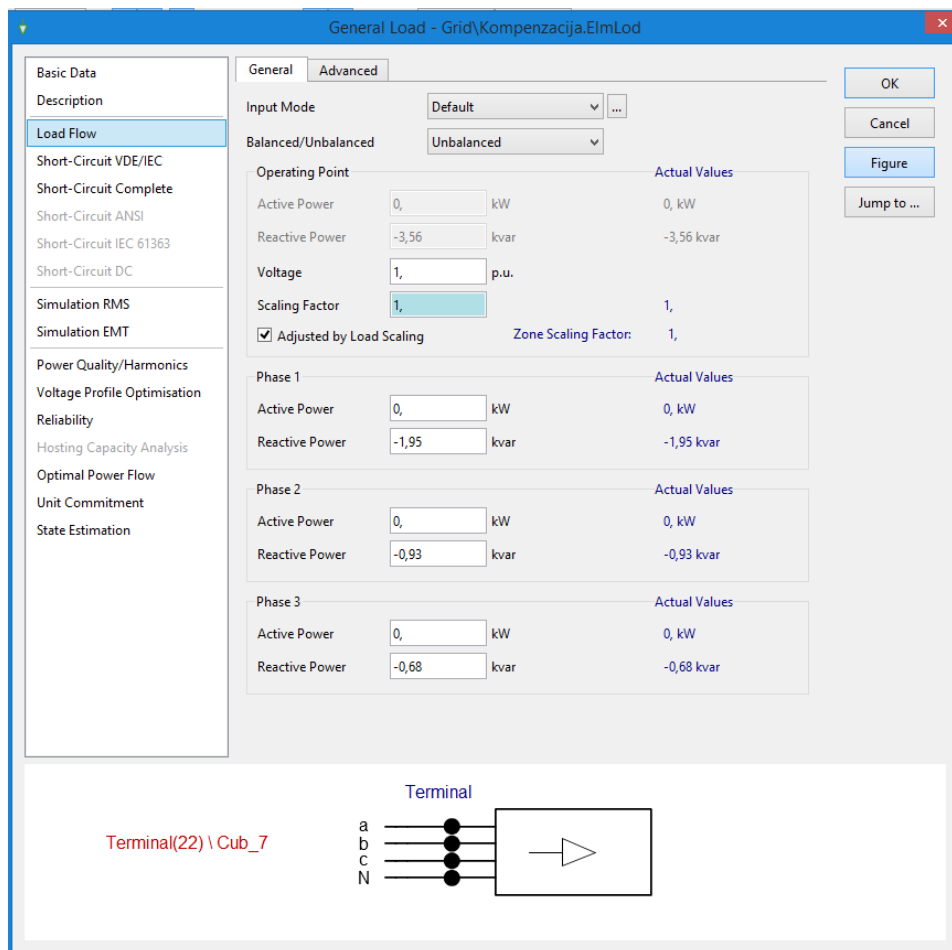 General Load - Grid\Kompenzacija.ElmLod
Basic Data
Description
Load Flow
Short-Circuit VDE/IEC
Short-Circuit Complete
Short-Circuit ANSI
Short-Circuit IEC 61363
Short-Circuit DC
Simulation RMS
Simulation EMT
Power Quality/Harmonics
Voltage Profile Optimisation
Reliability
Hosting Capacity Analysis
Optimal Power Flow
Unit Commitment
State Estimation
General Advanced
Input Mode Default ...
Balanced/Unbalanced Unbalanced
Operating Point Actual Values
Active Power 0, kW 0, kW
Reactive Power -3,56 kvar -3,56 kvar
Voltage 1, p.u.
Scaling Factor 1, 1,
Adjusted by Load Scaling Zone Scaling Factor: 1,
Phase 1 Actual Values
Active Power 0, kW 0, kW
Reactive Power -1,95 kvar -1,95 kvar
Phase 2 Actual Values
Active Power 0, kW 0, kW
Reactive Power -0,93 kvar -0,93 kvar
Phase 3 Actual Values
Active Power 0, kW 0, kW
Reactive Power -0,68 kvar -0,68 kvar
OK
Cancel
Figure
Jump to ...
Terminal
Terminal(22) \ Cub_7
a
b
c
N